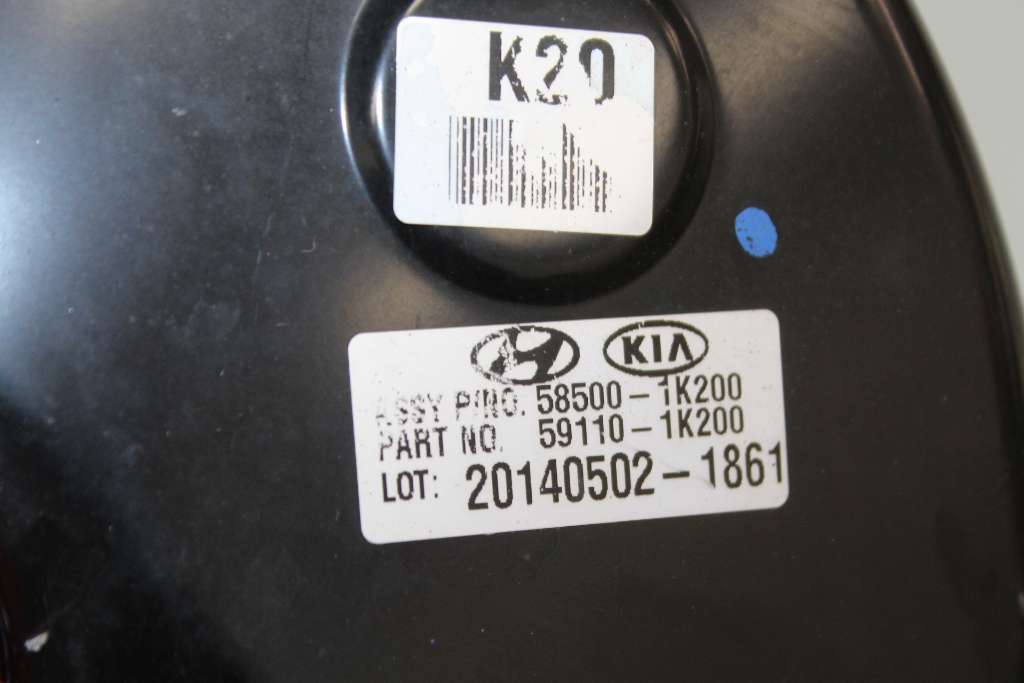 K20
KIA
ASSY P/NO. 58500-1K200
PART NO. 59110-1K200
LOT: 20140502-1861